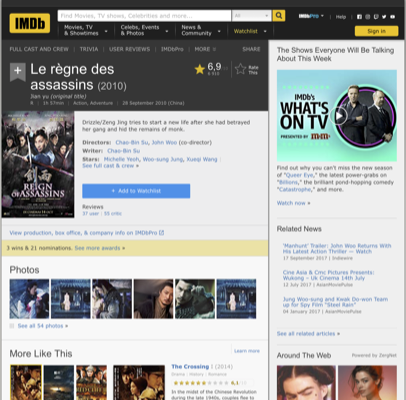 IMDb
Find Movies, TV shows, Celebrities and more...
All
IMDbPro
Help
Movies, TV
& Showtimes
Celebs, Events
& Photos
News &
Community
Watchlist
Sign in
FULL CAST AND CREW | TRIVIA | USER REVIEWS | IMDbPro | MORE
SHARE
Le règne des
assassins (2010)
Jian yu (original title)
R | 1h 57min | Action, Adventure | 28 September 2010 (China)
6,9
Rate
This
Drizzle/Zeng Jing tries to start a new life after she had betrayed
her gang and hid the remains of monk.
Directors: Chao-Bin Su, John Woo (co-director)
Writer: Chao-Bin Su
Stars: Michelle Yeoh, Woo-sung Jung, Xueqi Wang |
See full cast & crew »
+ Add to Watchlist
Reviews
37 user | 55 critic
REIGN
OF ASSASSINS
View production, box office, & company info on IMDbPro
3 wins & 21 nominations. See more awards »
Photos
See all 54 photos »
More Like This
Learn more
The Crossing I (2014)
Drama | History | Romance
6,1
In the midst of the Chinese Revolution
during the late 1940s, couples flee to
The Shows Everyone Will Be Talking
About This Week
IMDb's
WHAT'S
ON TV
PRESENTED BY
Find out why you can't miss the new season
of "Queer Eye," the latest power-grabs on
"Billions," the brilliant pond-hopping comedy
"Catastrophe," and more.
Watch now »
Related News
'Manhunt' Trailer: John Woo Returns With
His Latest Action Thriller — Watch
17 September 2017 | Indiewire
Cine Asia & Cnc Pictures Presents:
Wukong – Uk Cinema 14th July
12 July 2017 | AsianMoviePulse
Jung Woo-sung and Kwak Do-won Team
up for Spy Film "Steel Rain"
04 January 2017 | AsianMoviePulse
See all related articles »
Around The Web
Powered by ZergNet